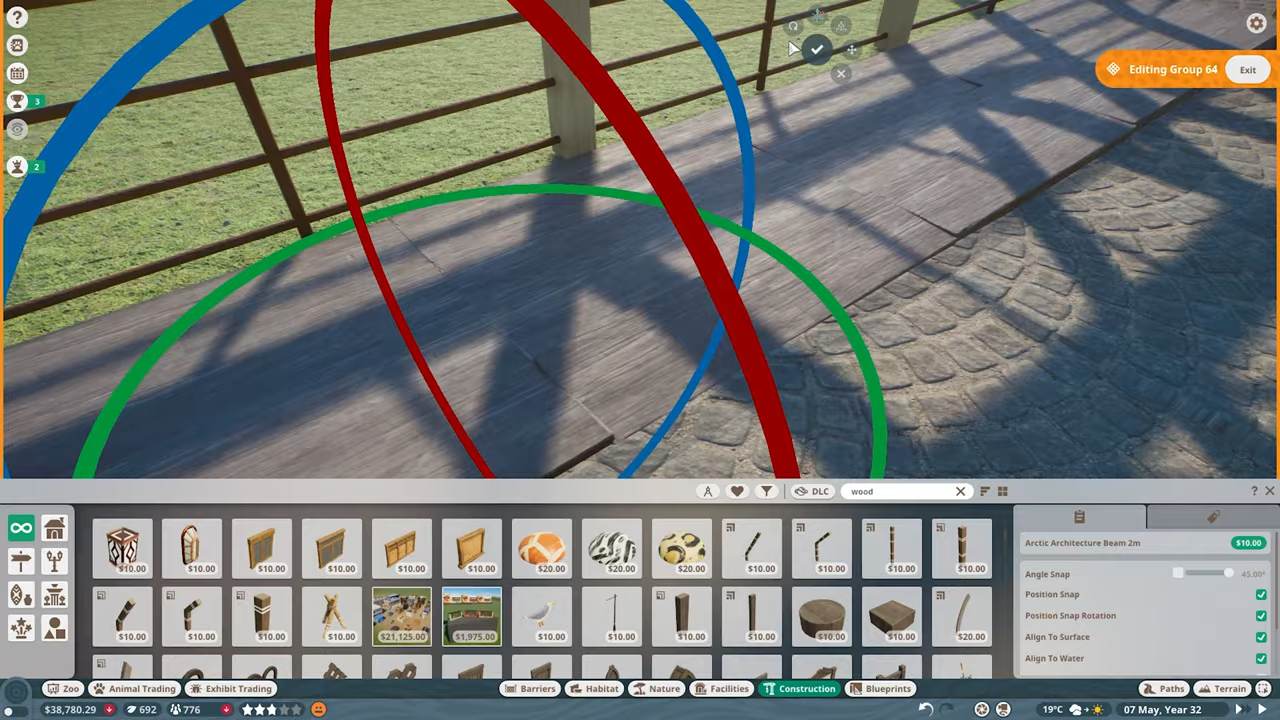 Editing Group 64
Exit
3
2
DLC
wood
?
$10.00
$10.00
$10.00
$10.00
$10.00
$10.00
$20.00
$20.00
$20.00
$10.00
$10.00
$10.00
$10.00
$10.00
$10.00
$10.00
$10.00
$21,125.00
$1,975.00
$10.00
$10.00
$10.00
$10.00
$10.00
$10.00
$20.00
Arctic Architecture Beam 2m
$10.00
Angle Snap
45.00°
Position Snap
Position Snap Rotation
Align To Surface
Align To Water
Zoo
Animal Trading
Exhibit Trading
Barriers
Habitat
Nature
Facilities
Construction
Blueprints
Paths
Terrain
$38,780.29
692
776
19°C
07 May, Year 32